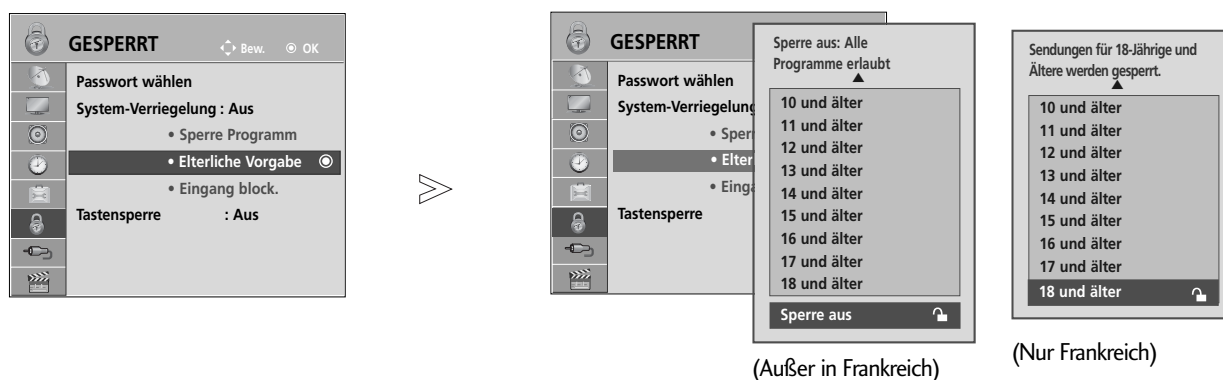 GESPERRT
Bew. OK
Passwort wählen
System-Verriegelung : Aus
• Sperre Programm
• Elterliche Vorgabe
• Eingang block.
Tastensperre : Aus
GESPERRT
Passwort wählen
System-Verriegelung
• Sperr
• Elter
• Einga
Tastensperre
Sperre aus: Alle
Programme erlaubt
10 und älter
11 und älter
12 und älter
13 und älter
14 und älter
15 und älter
16 und älter
17 und älter
18 und älter
Sperre aus
(Außer in Frankreich)
Sendungen für 18-Jährige und
Ältere werden gesperrt.
10 und älter
11 und älter
12 und älter
13 und älter
14 und älter
15 und älter
16 und älter
17 und älter
18 und älter
(Nur Frankreich)